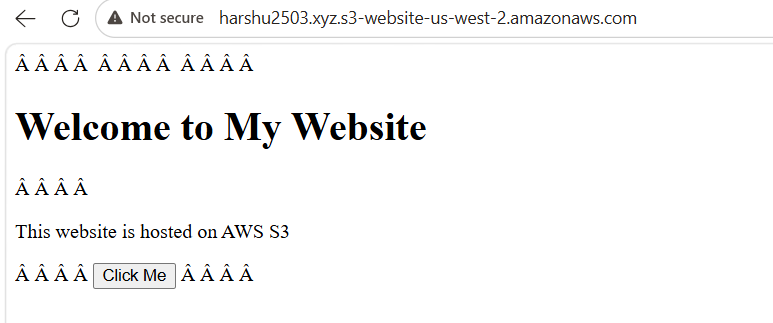 Not secure harshu2503.xyz.s3-website-us-west-2.amazonaws.com
Â Â Â Â Â Â Â Â Â Â Â Â
Welcome to My Website
Â Â Â Â
This website is hosted on AWS S3
Â Â Â Â Click Me Â Â Â Â